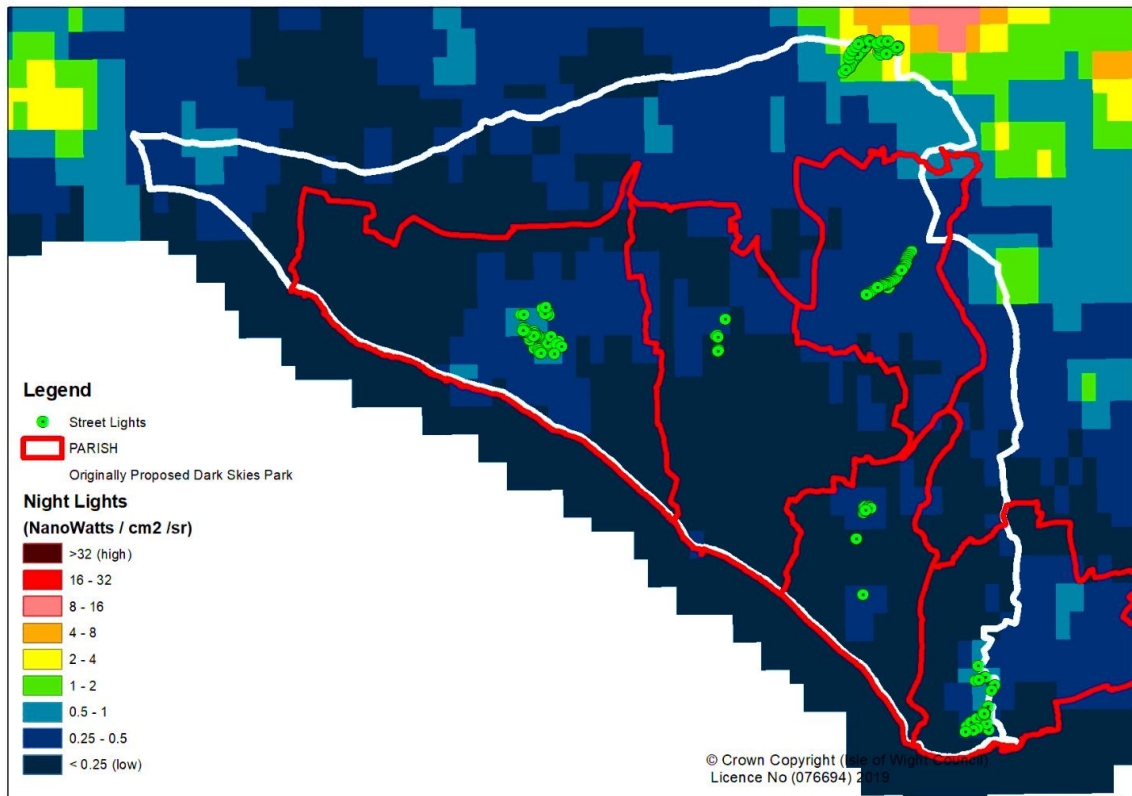 Legend
Street Lights
PARISH
Originally Proposed Dark Skies Park
Night Lights
(NanoWatts / cm2 /sr)
>32 (high)
16 - 32
8 - 16
4 - 8
2 - 4
1 - 2
0.5 - 1
0.25 - 0.5
< 0.25 (low)
© Crown Copyright (Isle of Wight Council)
Licence No (076694) 2019